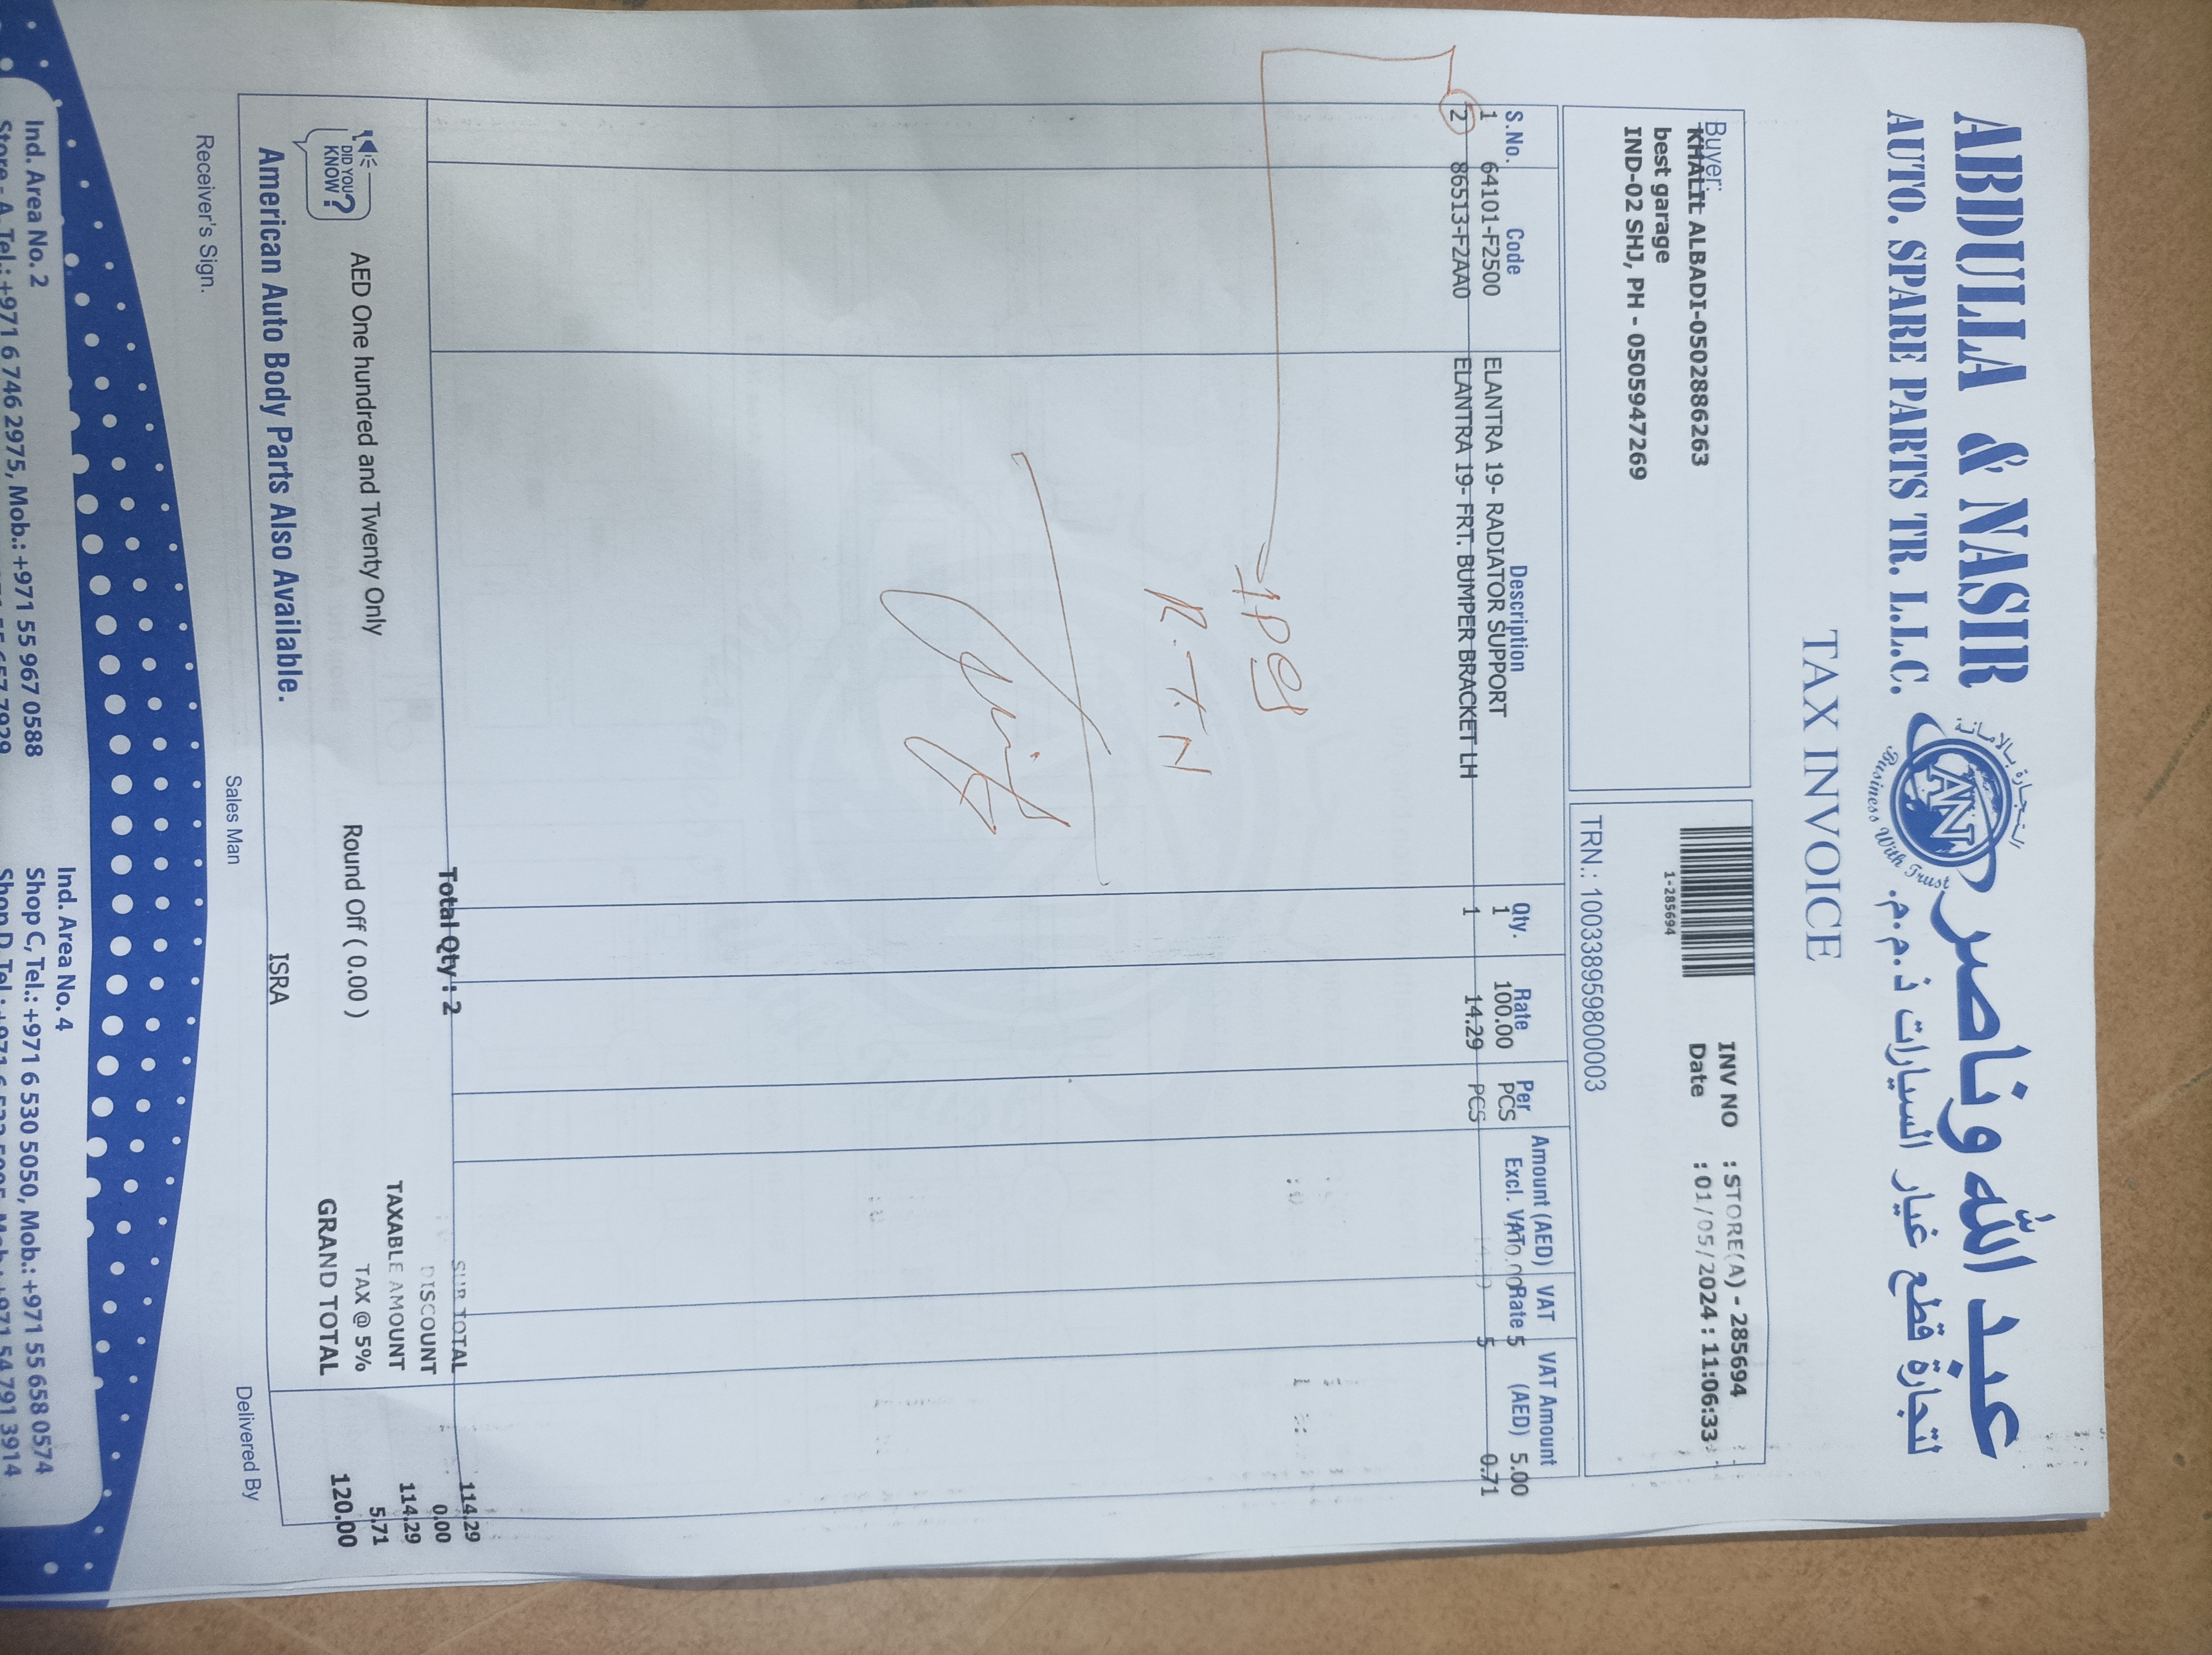 ABDULLA & NASIR
AUTO. SPARE PARTS TR. L.L.C.
عبد الله وناصر
لتجارة قطع غيار السيارات ذ.م.م.
التجارة بالامانة
AN
Business With Trust
TAX INVOICE
Buyer:
KHALIL ALBADI-0502886263
best garage
IND-02 SHJ, PH - 0505947269
1-285694
INV NO : STORE(A) - 285694
Date : 01/05/2024 : 11:06:33
TRN.: 100338959800003
S.No. Code Description Qty. Rate Per Amount (AED) Excl. VAT VAT Rate VAT Amount (AED)
1 64101-F2500 ELANTRA 19- RADIATOR SUPPORT 1 100.00 PCS 5 5.00
2 86513-F2AA0 ELANTRA 19- FRT. BUMPER BRACKET LH 1 14.29 PCS 5 0.71
1PCS
R.T.N
Total Qty : 2
SUB TOTAL 114.29
DISCOUNT 0.00
TAXABLE AMOUNT 114.29
TAX @ 5% 5.71
GRAND TOTAL 120.00
DID YOU KNOW?
AED One hundred and Twenty Only
Round Off ( 0.00 )
American Auto Body Parts Also Available.
ISRA
Receiver's Sign. Sales Man Delivered By
Ind. Area No. 2
Store - A, Tel.: +971 6 746 2975, Mob.: +971 55 967 0588
Ind. Area No. 4
Shop C, Tel.: +971 6 530 5050, Mob.: +971 55 658 0574